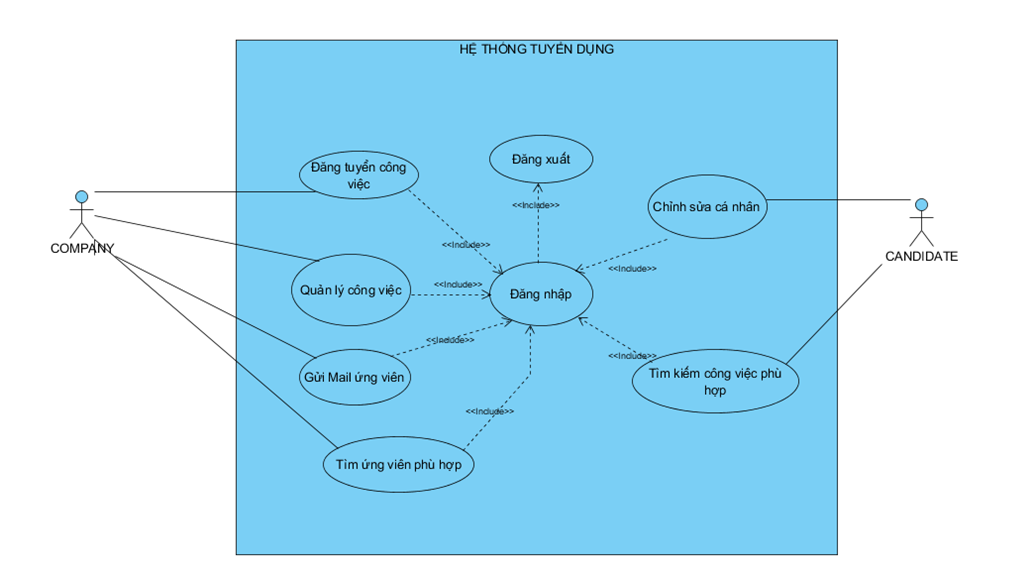 HỆ THỐNG TUYỂN DỤNG
Đăng tuyển công
việc
Đăng xuất
<<Include>>
Chỉnh sửa cá nhân
COMPANY
CANDIDATE
<<Include>>
<<Include>>
Quản lý công việc
<<Include>>
Đăng nhập
<<Include>>
<<Include>>
Gửi Mail ứng viên
Tìm kiếm công việc phù
hợp
<<Include>>
Tìm ứng viên phù hợp